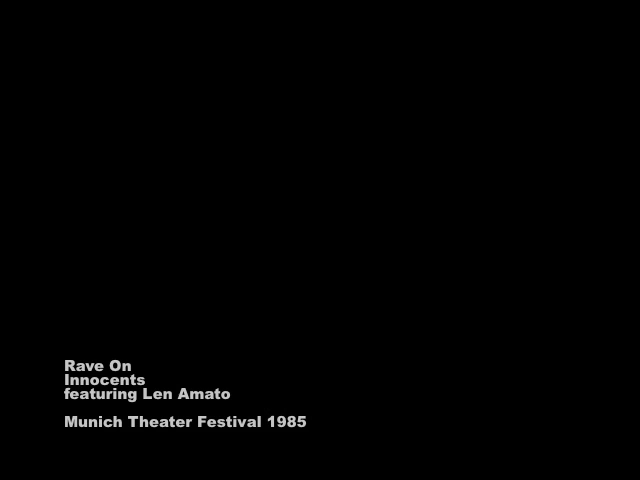 Rave On
Innocents
featuring Len Amato
Munich Theater Festival 1985